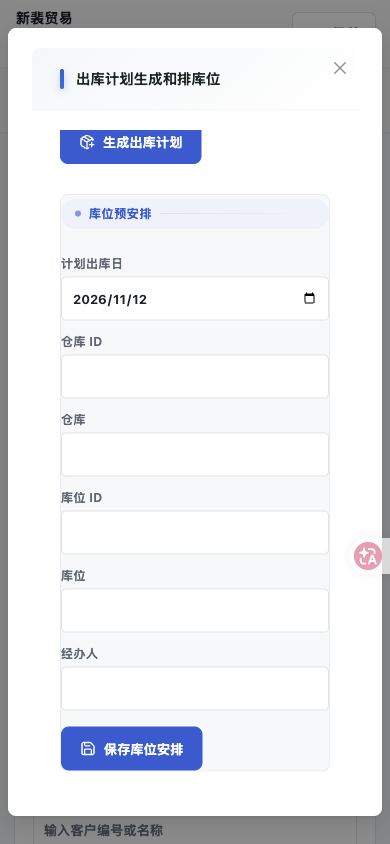 新裴贸易
出库计划生成和排库位
生成出库计划
库位预安排
计划出库日
2026/11/12
仓库 ID
仓库
库位 ID
库位
经办人
保存库位安排
输入客户编号或名称